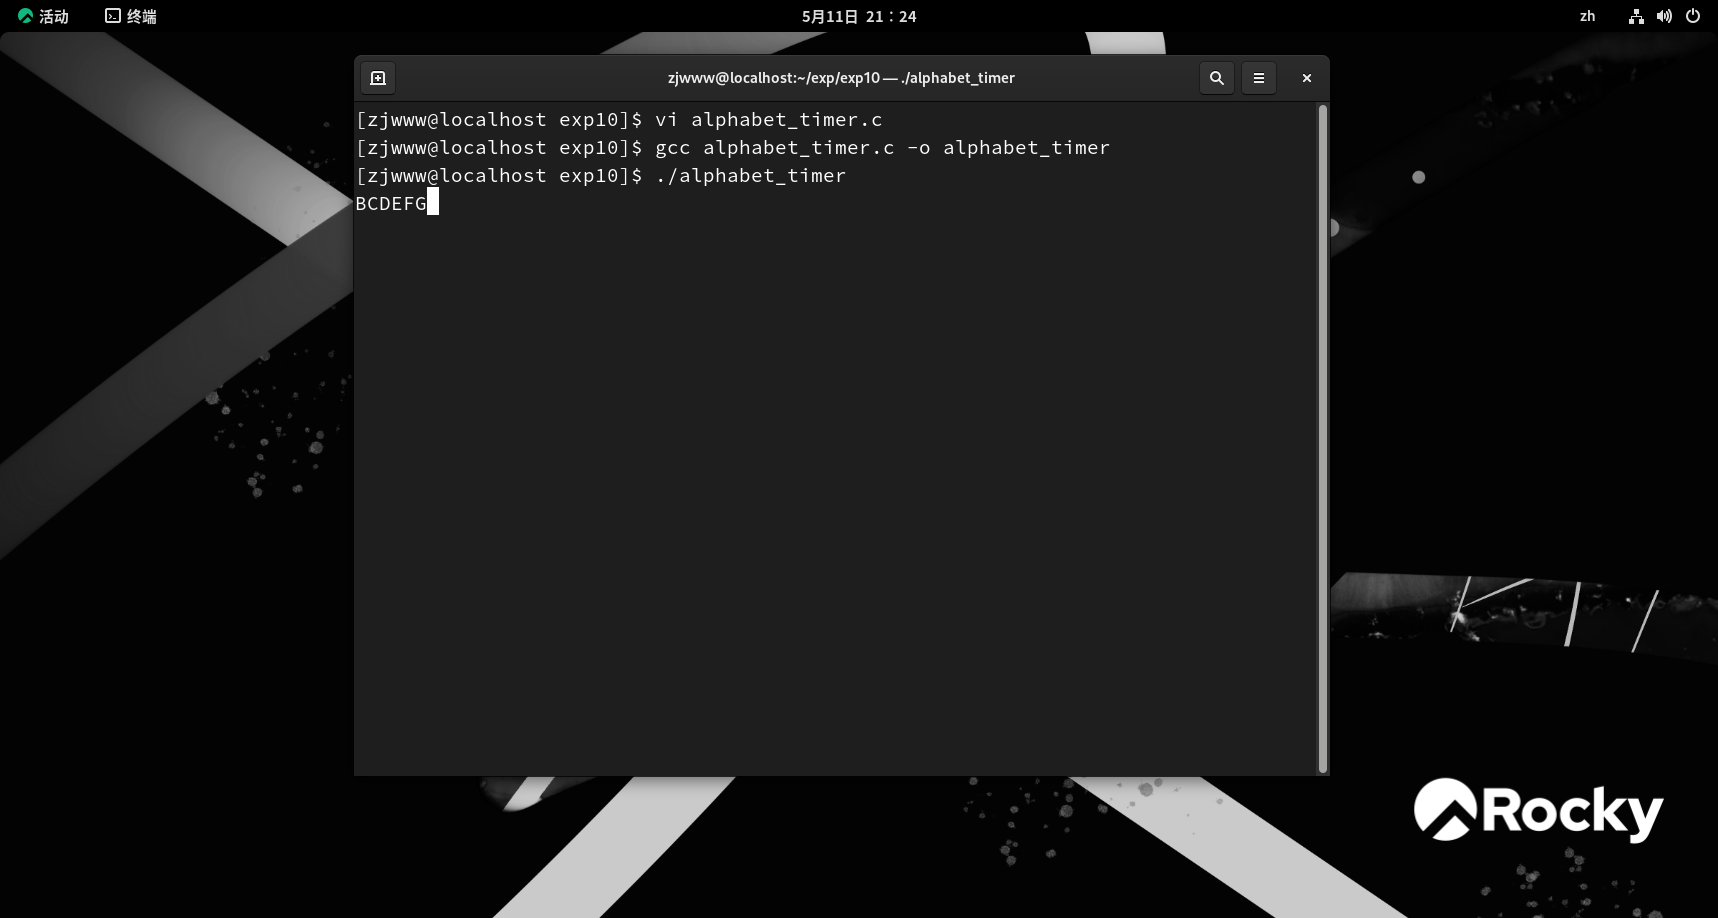 活动 终端 5月11日 21：24 zh
zjwww@localhost:~/exp/exp10 — ./alphabet_timer
[zjwww@localhost exp10]$ vi alphabet_timer.c
[zjwww@localhost exp10]$ gcc alphabet_timer.c -o alphabet_timer
[zjwww@localhost exp10]$ ./alphabet_timer
BCDEFG
Rocky